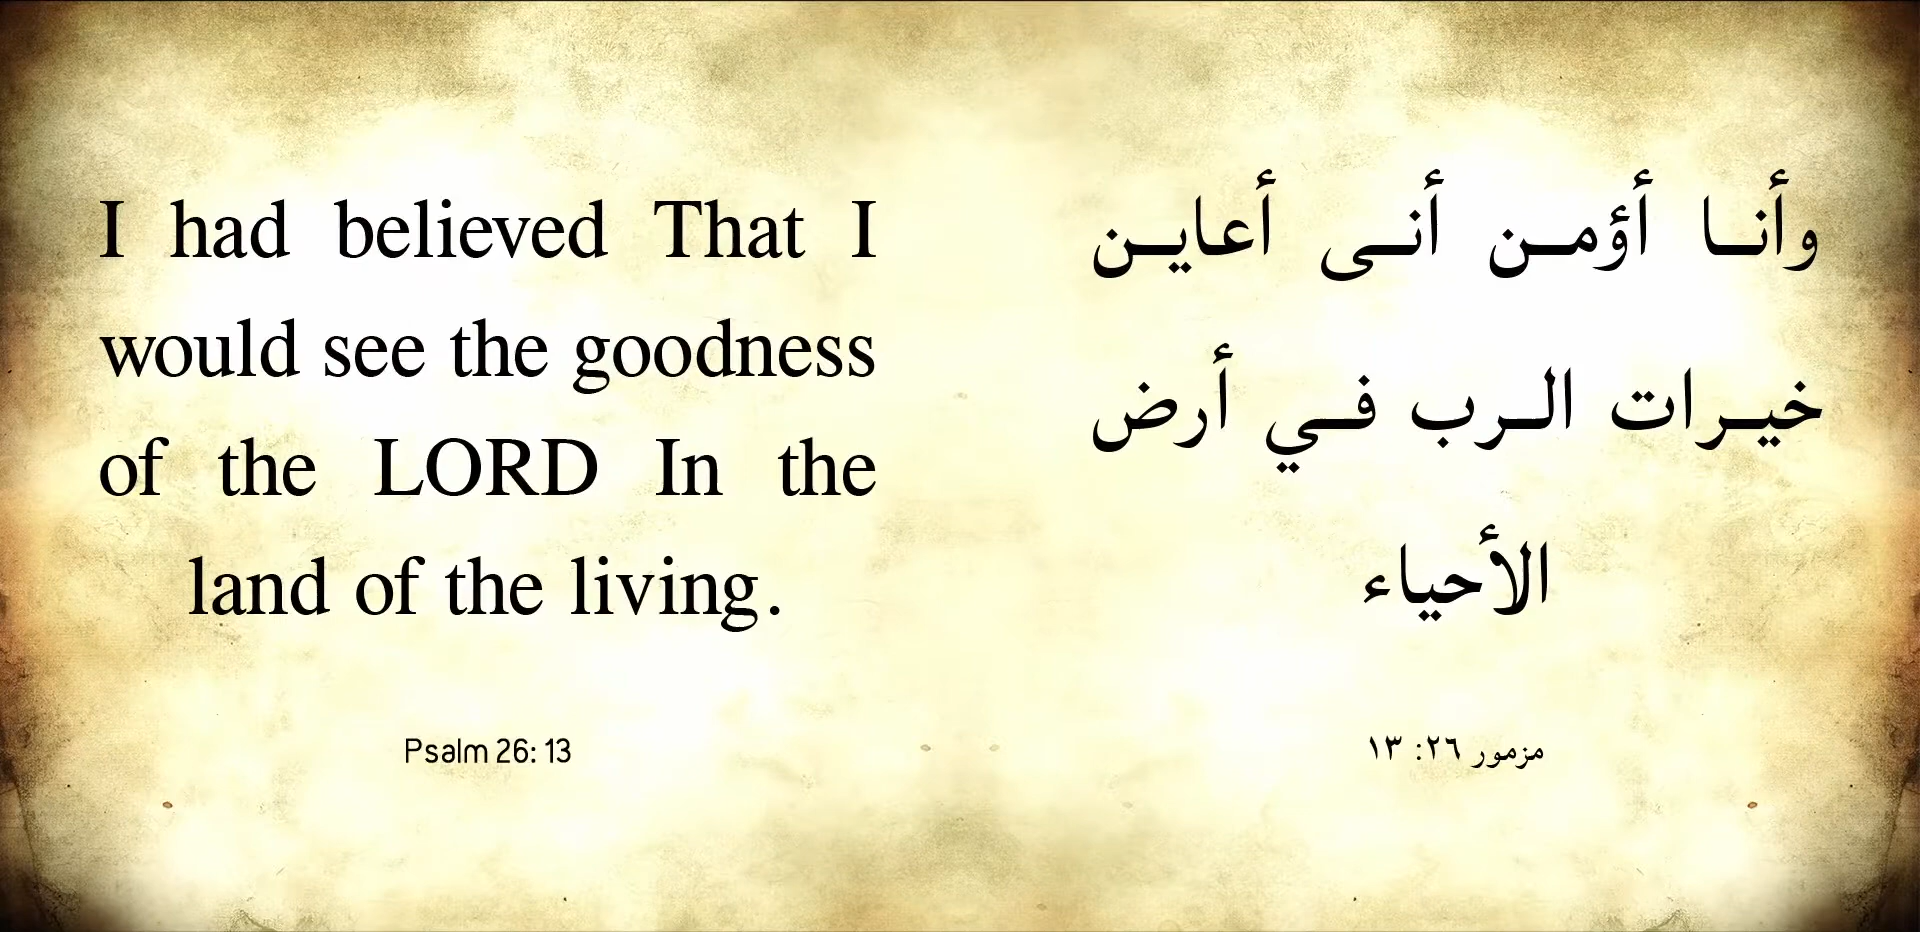 I had believed That I
would see the goodness
of the LORD In the
land of the living.
Psalm 26: 13
وأنـا أؤمـن أنـى أعايـن
خيـرات الـرب فـي أرض
الأحياء
مزمور ٢٦: ١٣